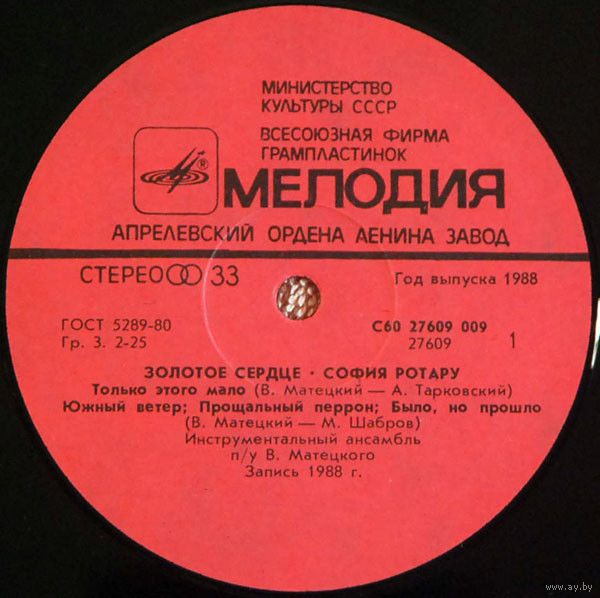 МИНИСТЕРСТВО
КУЛЬТУРЫ СССР
ВСЕСОЮЗНАЯ ФИРМА
ГРАМПЛАСТИНОК
®
МЕЛОДИЯ
АПРЕЛЕВСКИЙ ОРДЕНА ЛЕНИНА ЗАВОД
СТЕРЕО 33
Год выпуска 1988
ГОСТ 5289-80
Гр. 3. 2-25
С60 27609 009
27609 1
ЗОЛОТОЕ СЕРДЦЕ · СОФИЯ РОТАРУ
Только этого мало (В. Матецкий — А. Тарковский)
Южный ветер; Прощальный перрон; Было, но прошло
(В. Матецкий — М. Шабров)
Инструментальный ансамбль
п/у В. Матецкого
Запись 1988 г.
www.ay.by